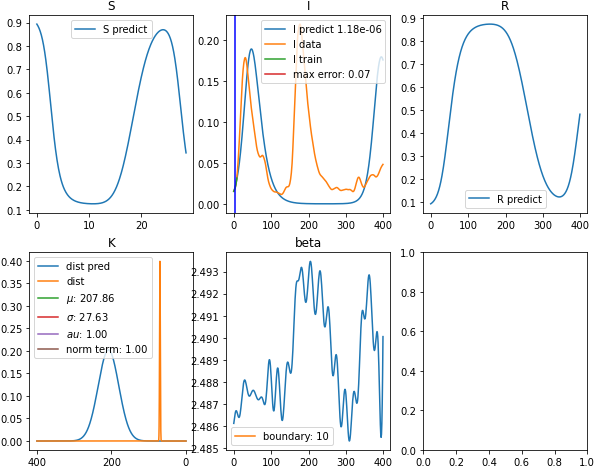 S
0.9
0.8
0.7
0.6
0.5
0.4
0.3
0.2
0.1
0 20
S predict
I
0.20
0.15
0.10
0.05
0.00
0 100 200 300 400
I predict 1.18e-06
I data
I train
max error: 0.07
R
0.9
0.8
0.7
0.6
0.5
0.4
0.3
0.2
0.1
0 100 200 300 400
R predict
K
0.40
0.35
0.30
0.25
0.20
0.15
0.10
0.05
0.00
400 200 0
dist pred
dist
μ: 207.86
σ: 27.63
au: 1.00
norm term: 1.00
beta
2.493
2.492
2.491
2.490
2.489
2.488
2.487
2.486
2.485
0 100 200 300 400
boundary: 10
1.0
0.8
0.6
0.4
0.2
0.0
0.0 0.2 0.4 0.6 0.8 1.0